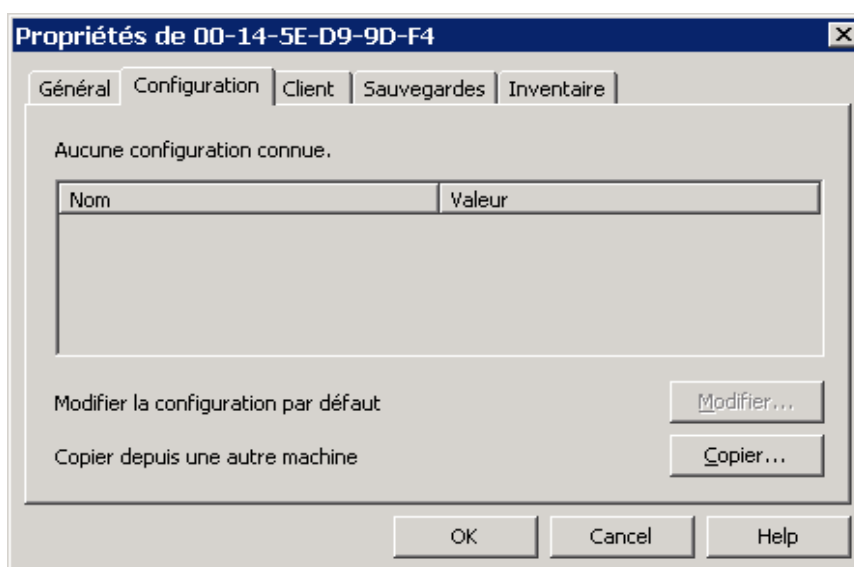 Propriétés de 00-14-5E-D9-9D-F4
Général Configuration Client Sauvegardes Inventaire
Aucune configuration connue.
Nom Valeur
Modifier la configuration par défaut Modifier...
Copier depuis une autre machine Copier...
OK Cancel Help